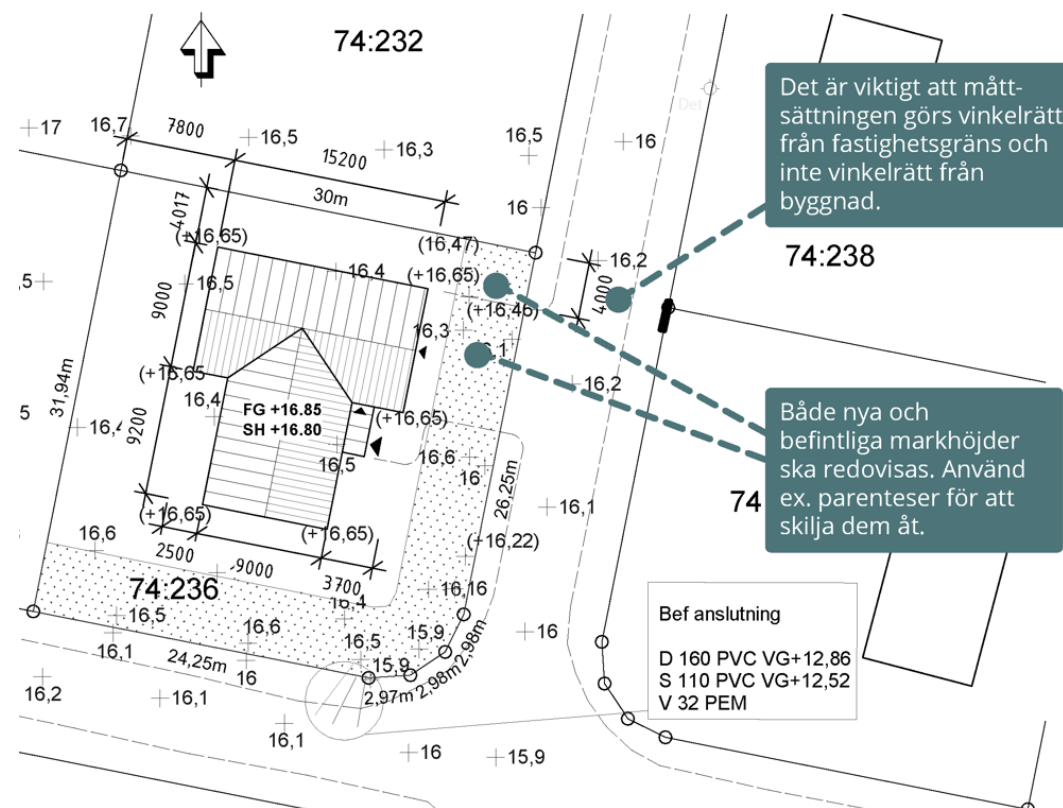 74:232
17
16,7
7800
16,5
15200
16,3
16,5
16
Det
Det är viktigt att mått-
sättningen görs vinkelrätt
från fastighetsgräns och
inte vinkelrätt från
byggnad.
30m
4017
16
(+16,65)
(16,47)
16,4
(+16,65)
16,2
4000
74:238
,5
16,5
9000
(+16,46)
16,3
31,94m
(+16,65
16,2
16,4
FG +16.85
SH +16.80
(+16,65)
5
9200
16,5
16,6
16
26,25m
16,1
74
Både nya och
befintliga markhöjder
ska redovisas. Använd
ex. parenteser för att
skilja dem åt.
(+16,65)
(+16,65)
(+16,22)
16,6
2500
9000
3700
74:236
16,4
16,16
16,5
16,6
16,5
15,9
16
16,1
24,25m
16
15,9
2,97m
2,98m
2,98m
Bef anslutning
D 160 PVC VG+12,86
S 110 PVC VG+12,52
V 32 PEM
16,2
16,1
16,1
16
15,9